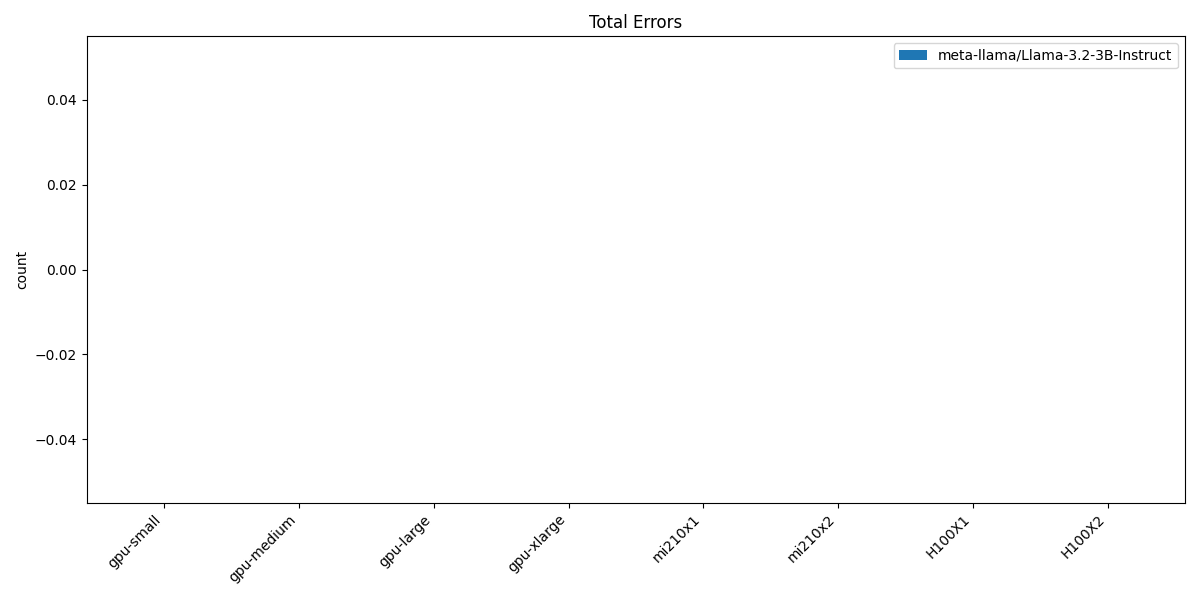 Total Errors
meta-llama/Llama-3.2-3B-Instruct
0.04
0.02
0.00
−0.02
−0.04
count
gpu-small
gpu-medium
gpu-large
gpu-xlarge
mi210x1
mi210x2
H100X1
H100X2